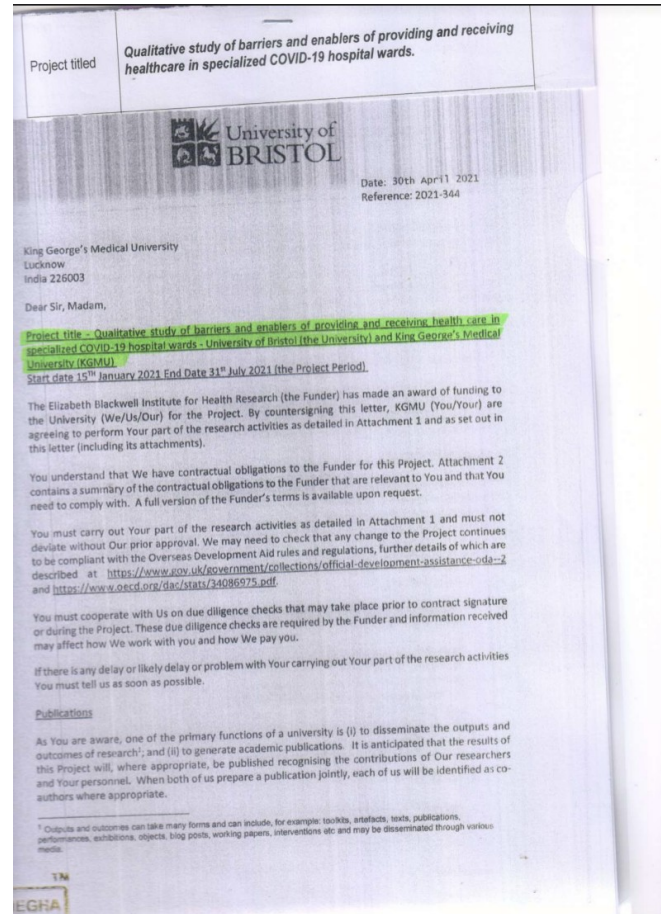 Project titled
Qualitative study of barriers and enablers of providing and receiving
healthcare in specialized COVID-19 hospital wards.
University of
BRISTOL
Date: 30th April 2021
Reference: 2021-344
King George's Medical University
Lucknow
India 226003
Dear Sir, Madam,
Project title - Qualitative study of barriers and enablers of providing and receiving health care in
specialized COVID-19 hospital wards - University of Bristol (the University) and King George's Medical
University (KGMU)
Start date 15TH January 2021 End Date 31st July 2021 (the Project Period)
The Elizabeth Blackwell Institute for Health Research (the Funder) has made an award of funding to
the University (We/Us/Our) for the Project. By countersigning this letter, KGMU (You/Your) are
agreeing to perform Your part of the research activities as detailed in Attachment 1 and as set out in
this letter (including its attachments).
You understand that We have contractual obligations to the Funder for this Project. Attachment 2
contains a summary of the contractual obligations to the Funder that are relevant to You and that You
need to comply with. A full version of the Funder's terms is available upon request.
You must carry out Your part of the research activities as detailed in Attachment 1 and must not
deviate without Our prior approval. We may need to check that any change to the Project continues
to be compliant with the Overseas Development Aid rules and regulations, further details of which are
described at https://www.gov.uk/government/collections/official-development-assistance-oda--2
and https://www.oecd.org/dac/stats/34086975.pdf.
You must cooperate with Us on due diligence checks that may take place prior to contract signature
or during the Project. These due diligence checks are required by the Funder and information received
may affect how We work with you and how We pay you.
If there is any delay or likely delay or problem with Your carrying out Your part of the research activities
You must tell us as soon as possible.
Publications
As You are aware, one of the primary functions of a university is (i) to disseminate the outputs and
outcomes of research¹; and (ii) to generate academic publications. It is anticipated that the results of
this Project will, where appropriate, be published recognising the contributions of Our researchers
and Your personnel. When both of us prepare a publication jointly, each of us will be identified as co-
authors where appropriate.
¹ Outputs and outcomes can take many forms and can include, for example: toolkits, artefacts, texts, publications,
performances, exhibitions, objects, blog posts, working papers, interventions etc and may be disseminated through various
media.
TM
EGHA